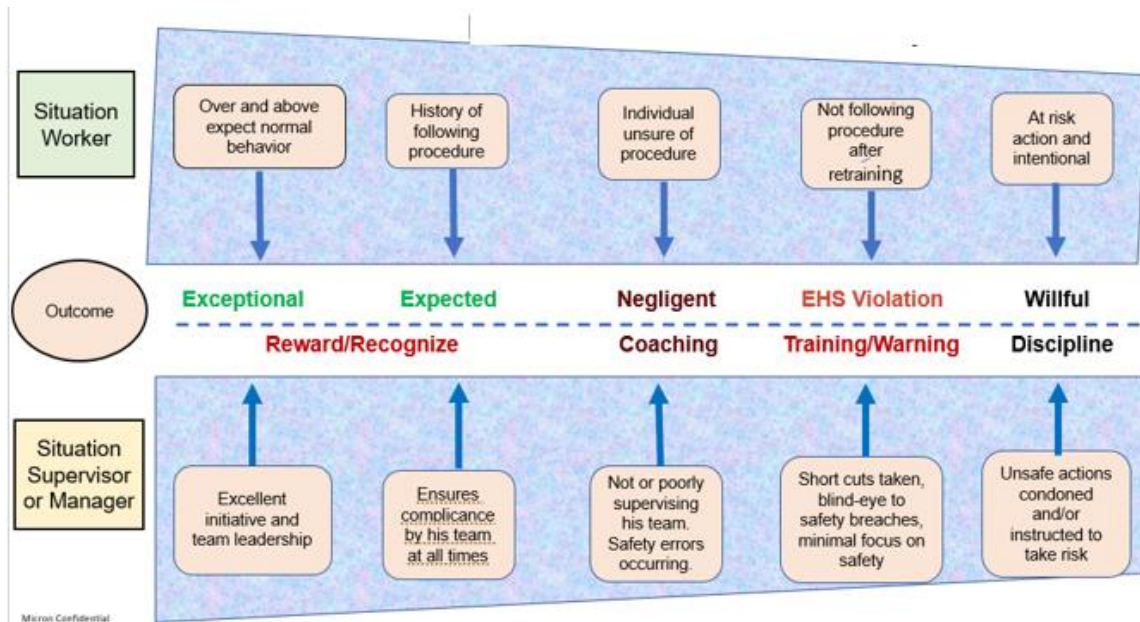 Situation
Worker
Over and above
expect normal
behavior
History of
following
procedure
Individual
unsure of
procedure
Not following
procedure
after
retraining
At risk
action and
intentional
Outcome
Exceptional
Expected
Negligent
EHS Violation
Willful
Reward/Recognize
Coaching
Training/Warning
Discipline
Situation
Supervisor
or Manager
Excellent
initiative and
team leadership
Ensures
complicance
by his team
at all times
Not or poorly
supervising
his team.
Safety errors
occurring.
Short cuts taken,
blind-eye to
safety breaches,
minimal focus on
safety
Unsafe actions
condoned
and/or
instructed to
take risk
Micron Confidential